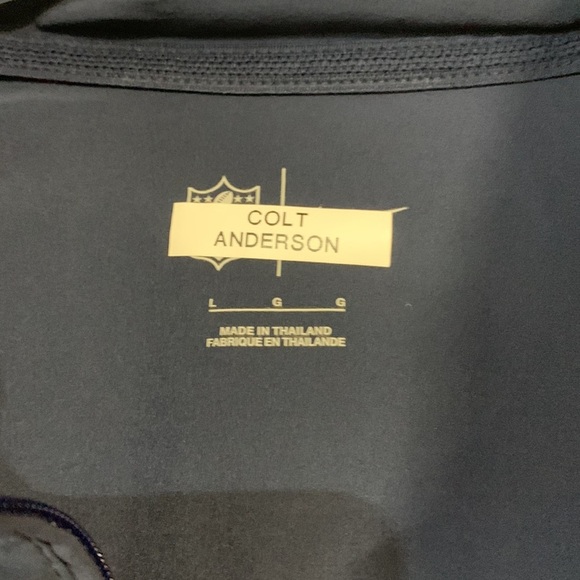 COLT
ANDERSON
L G G
MADE IN THAILAND
FABRIQUE EN THAILANDE